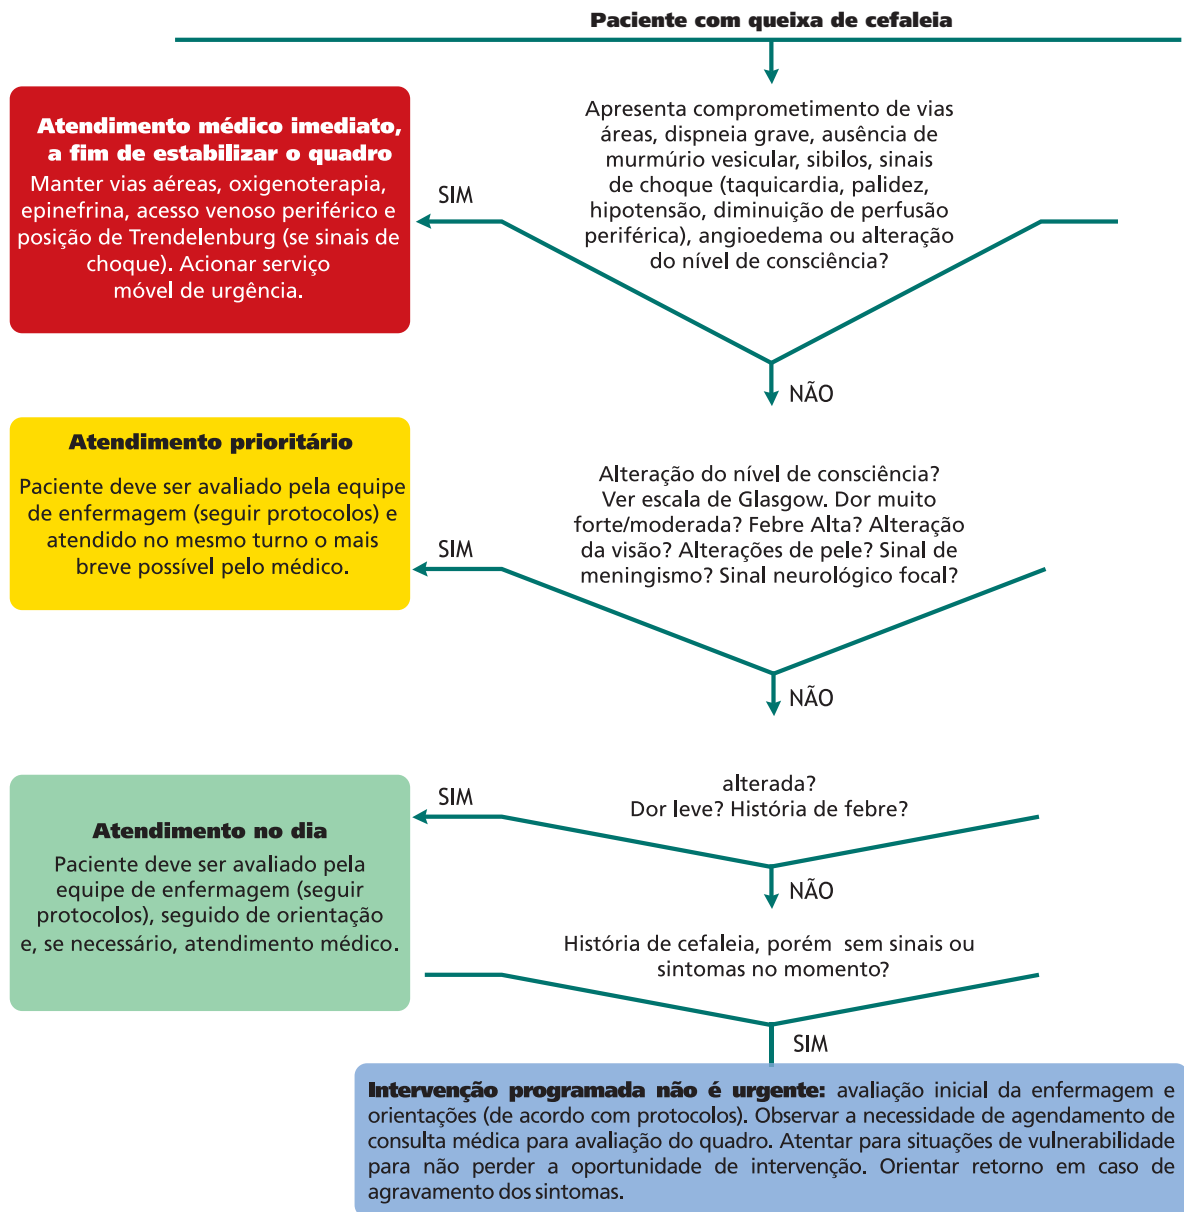 Paciente com queixa de cefaleia
Apresenta comprometimento de vias
áreas, dispneia grave, ausência de
murmúrio vesicular, sibilos, sinais
de choque (taquicardia, palidez,
hipotensão, diminuição de perfusão
periférica), angioedema ou alteração
do nível de consciência?
SIM
Atendimento médico imediato,
a fim de estabilizar o quadro
Manter vias aéreas, oxigenoterapia,
epinefrina, acesso venoso periférico e
posição de Trendelenburg (se sinais de
choque). Acionar serviço
móvel de urgência.
NÃO
Alteração do nível de consciência?
Ver escala de Glasgow. Dor muito
forte/moderada? Febre Alta? Alteração
da visão? Alterações de pele? Sinal de
meningismo? Sinal neurológico focal?
SIM
Atendimento prioritário
Paciente deve ser avaliado pela equipe
de enfermagem (seguir protocolos) e
atendido no mesmo turno o mais
breve possível pelo médico.
NÃO
alterada?
Dor leve? História de febre?
SIM
Atendimento no dia
Paciente deve ser avaliado pela
equipe de enfermagem (seguir
protocolos), seguido de orientação
e, se necessário, atendimento médico.
NÃO
História de cefaleia, porém sem sinais ou
sintomas no momento?
SIM
Intervenção programada não é urgente: avaliação inicial da enfermagem e
orientações (de acordo com protocolos). Observar a necessidade de agendamento de
consulta médica para avaliação do quadro. Atentar para situações de vulnerabilidade
para não perder a oportunidade de intervenção. Orientar retorno em caso de
agravamento dos sintomas.